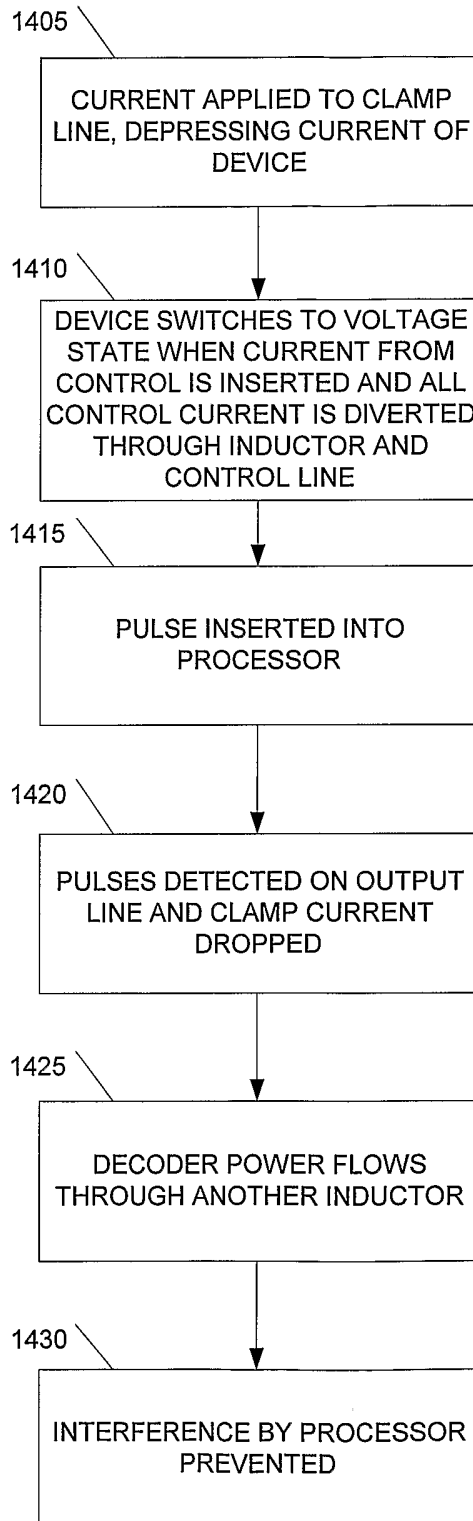 1405
CURRENT APPLIED TO CLAMP
LINE, DEPRESSING CURRENT OF
DEVICE
1410
DEVICE SWITCHES TO VOLTAGE
STATE WHEN CURRENT FROM
CONTROL IS INSERTED AND ALL
CONTROL CURRENT IS DIVERTED
THROUGH INDUCTOR AND
CONTROL LINE
1415
PULSE INSERTED INTO
PROCESSOR
1420
PULSES DETECTED ON OUTPUT
LINE AND CLAMP CURRENT
DROPPED
1425
DECODER POWER FLOWS
THROUGH ANOTHER INDUCTOR
1430
INTERFERENCE BY PROCESSOR
PREVENTED